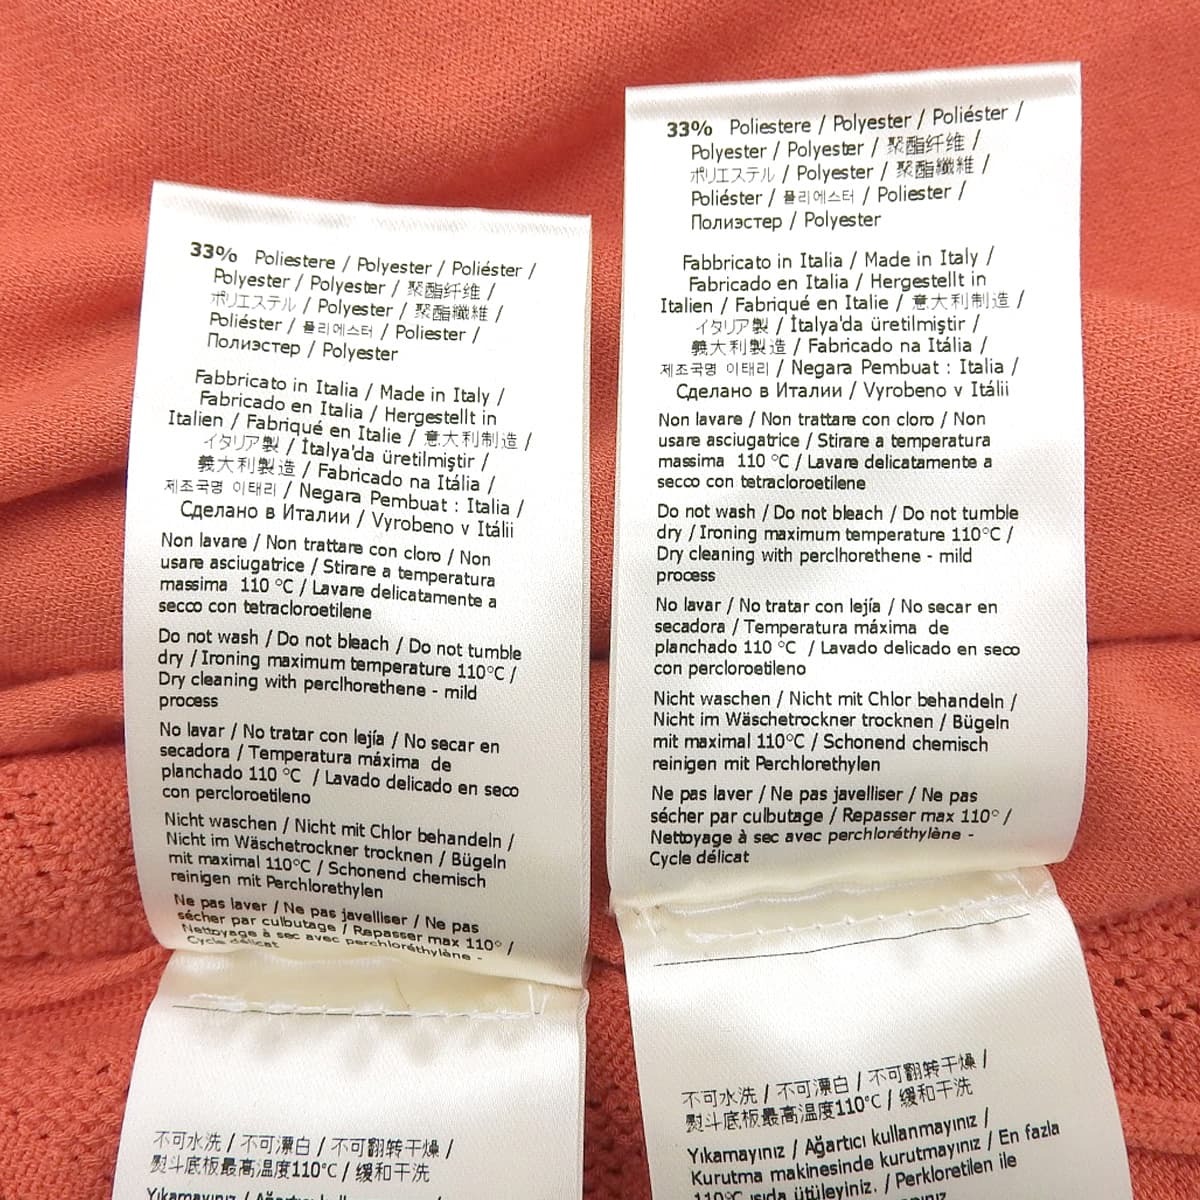 33% Poliestere / Polyester / Poliéster /
Polyester / Polyester / 聚酯纤维 /
ポリエステル / Polyester / 聚酯纖維 /
Poliéster / 폴리에스터 / Poliester /
Полиэстер / Polyester
Fabbricato in Italia / Made in Italy /
Fabricado en Italia / Hergestellt in
Italien / Fabriqué en Italie / 意大利制造 /
イタリア製 / İtalya'da üretilmiştir /
義大利製造 / Fabricado na Itália /
제조국명 이태리 / Negara Pembuat : Italia /
Сделано в Италии / Vyrobeno v Itálii
Non lavare / Non trattare con cloro / Non
usare asciugatrice / Stirare a temperatura
massima 110 °C / Lavare delicatamente a
secco con tetracloroetilene
Do not wash / Do not bleach / Do not tumble
dry / Ironing maximum temperature 110°C /
Dry cleaning with perclhorethene - mild
process
No lavar / No tratar con lejía / No secar en
secadora / Temperatura máxima de
planchado 110 °C / Lavado delicado en seco
con percloroetileno
Nicht waschen / Nicht mit Chlor behandeln /
Nicht im Wäschetrockner trocknen / Bügeln
mit maximal 110°C / Schonend chemisch
reinigen mit Perchlorethylen
Ne pas laver / Ne pas javelliser / Ne pas
sécher par culbutage / Repasser max 110° /
Nettoyage à sec avec perchloréthylène -
Cycle délicat
不可水洗 / 不可漂白 / 不可翻转干燥 /
熨斗底板最高温度110°C / 缓和干洗
Yıkamayınız / Ağartıcı kullanmayınız /
33% Poliestere / Polyester / Poliéster /
Polyester / Polyester / 聚酯纤维 /
ポリエステル / Polyester / 聚酯纖維 /
Poliéster / 폴리에스터 / Poliester /
Полиэстер / Polyester
Fabbricato in Italia / Made in Italy /
Fabricado en Italia / Hergestellt in
Italien / Fabriqué en Italie / 意大利制造 /
イタリア製 / İtalya'da üretilmiştir /
義大利製造 / Fabricado na Itália /
제조국명 이태리 / Negara Pembuat : Italia /
Сделано в Италии / Vyrobeno v Itálii
Non lavare / Non trattare con cloro / Non
usare asciugatrice / Stirare a temperatura
massima 110 °C / Lavare delicatamente a
secco con tetracloroetilene
Do not wash / Do not bleach / Do not tumble
dry / Ironing maximum temperature 110°C /
Dry cleaning with perclhorethene - mild
process
No lavar / No tratar con lejía / No secar en
secadora / Temperatura máxima de
planchado 110 °C / Lavado delicado en seco
con percloroetileno
Nicht waschen / Nicht mit Chlor behandeln /
Nicht im Wäschetrockner trocknen / Bügeln
mit maximal 110°C / Schonend chemisch
reinigen mit Perchlorethylen
Ne pas laver / Ne pas javelliser / Ne pas
sécher par culbutage / Repasser max 110° /
Nettoyage à sec avec perchloréthylène -
Cycle délicat
不可水洗 / 不可漂白 / 不可翻转干燥 /
熨斗底板最高温度110°C / 缓和干洗
Yıkamayınız / Ağartıcı kullanmayınız /
Kurutma makinesinde kurutmayınız / En fazla
110°C ısıda ütüleyiniz. / Perkloretilen ile